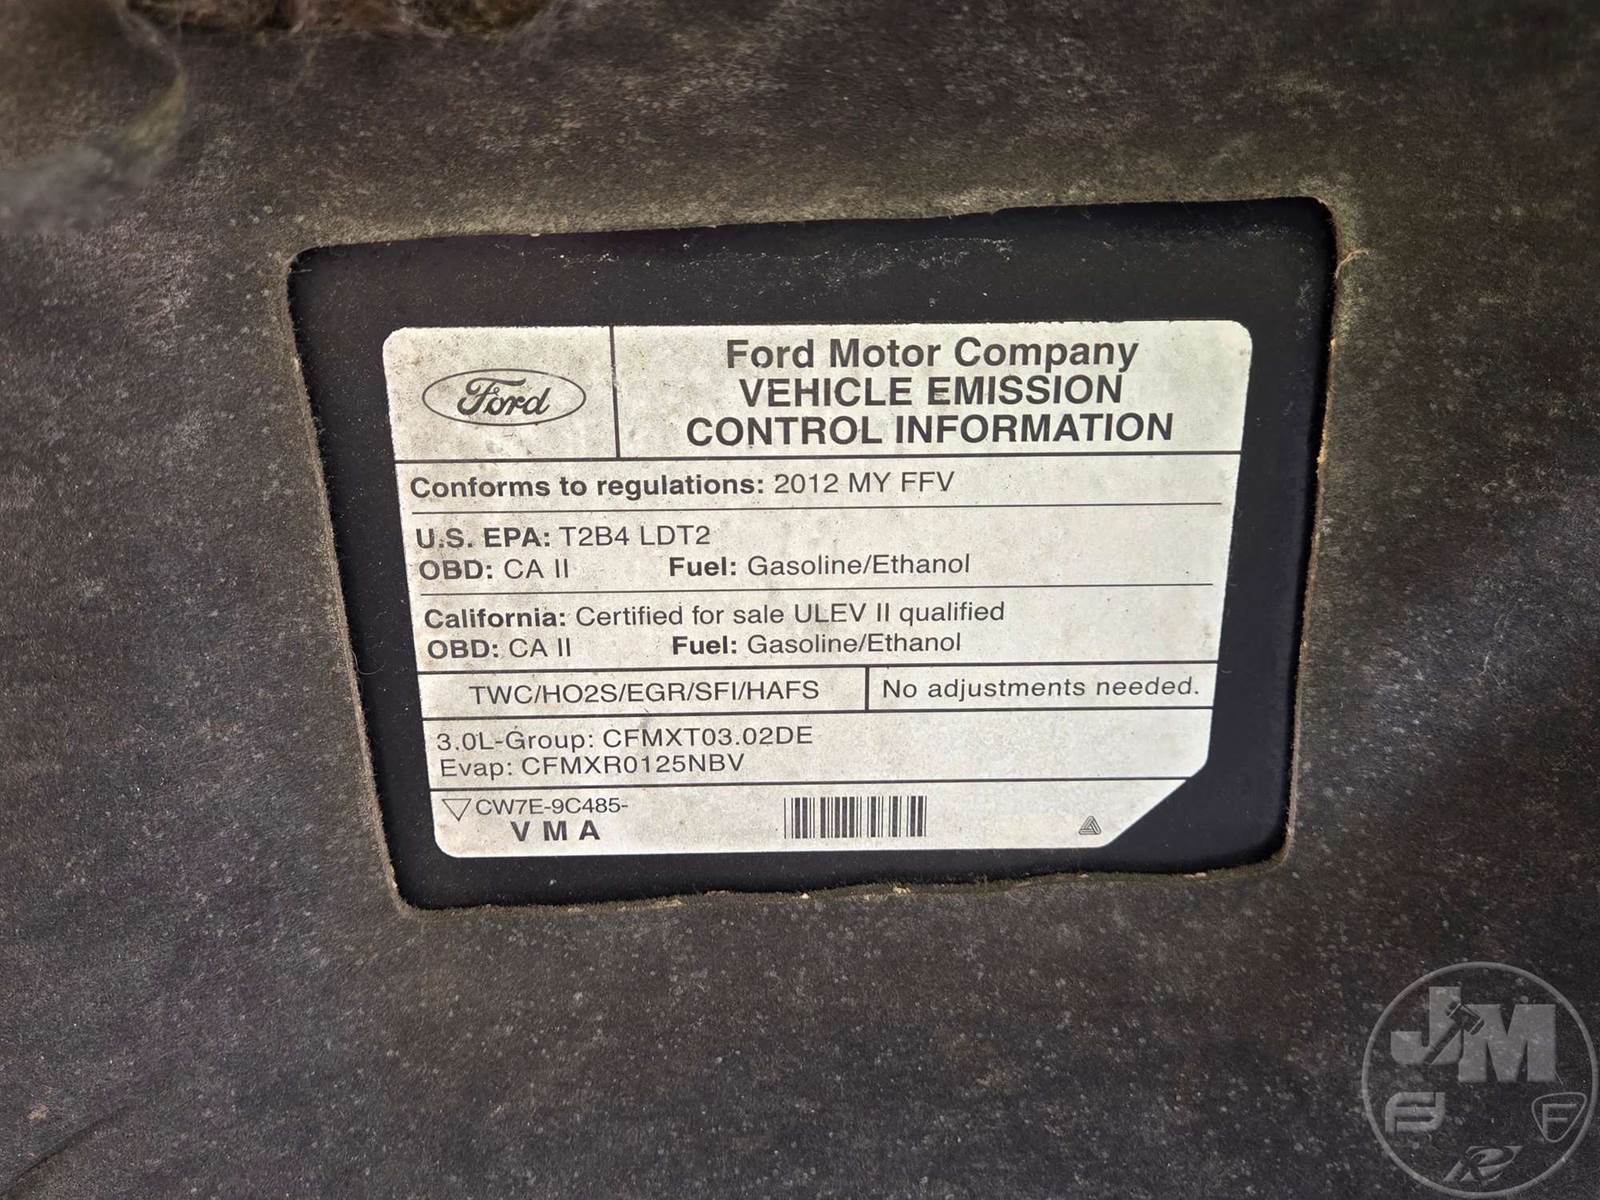 Ford
Ford Motor Company
VEHICLE EMISSION
CONTROL INFORMATION
Conforms to regulations: 2012 MY FFV
U.S. EPA: T2B4 LDT2
OBD: CA II Fuel: Gasoline/Ethanol
California: Certified for sale ULEV II qualified
OBD: CA II Fuel: Gasoline/Ethanol
TWC/HO2S/EGR/SFI/HAFS No adjustments needed.
3.0L-Group: CFMXT03.02DE
Evap: CFMXR0125NBV
CW7E-9C485-
V M A
JM
F